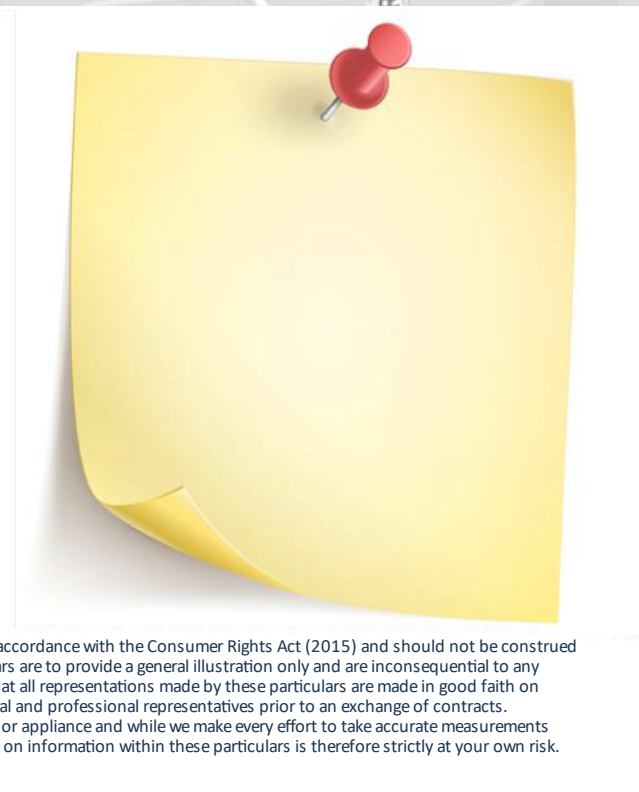 accordance with the Consumer Rights Act (2015) and should not be construed
ars are to provide a general illustration only and are inconsequential to any
at all representations made by these particulars are made in good faith on
al and professional representatives prior to an exchange of contracts.
or appliance and while we make every effort to take accurate measurements
on information within these particulars is therefore strictly at your own risk.